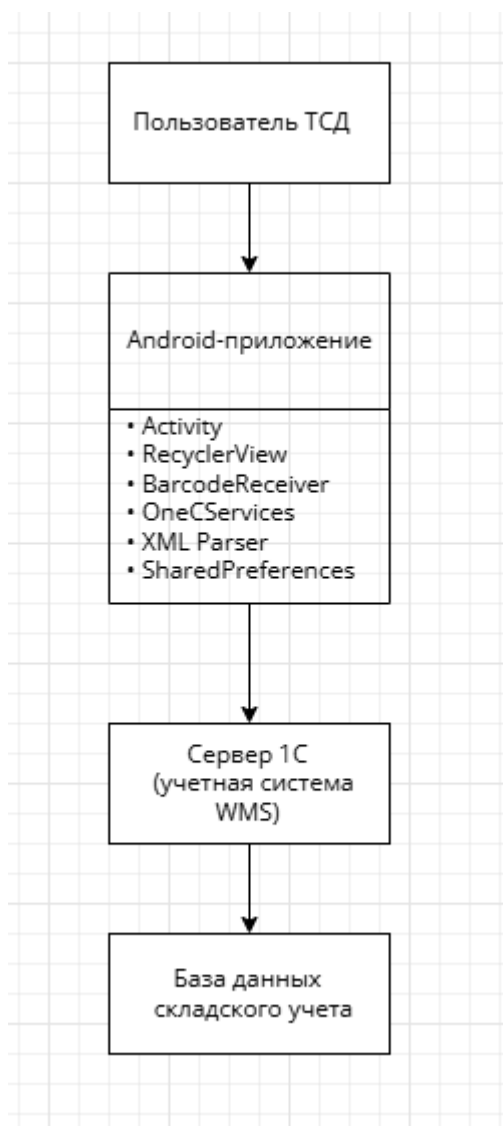 Пользователь ТСД
Android-приложение
• Activity
• RecyclerView
• BarcodeReceiver
• OneCServices
• XML Parser
• SharedPreferences
Сервер 1С
(учетная система
WMS)
База данных
складского учета